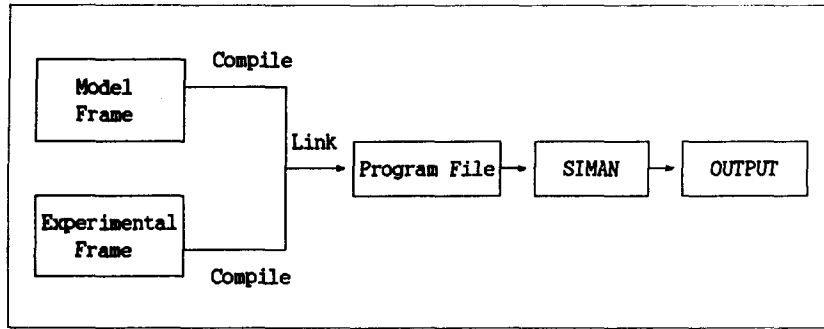 Compile
Model
Frame
Link
Program File
SIMAN
OUTPUT
Experimental
Frame
Compile